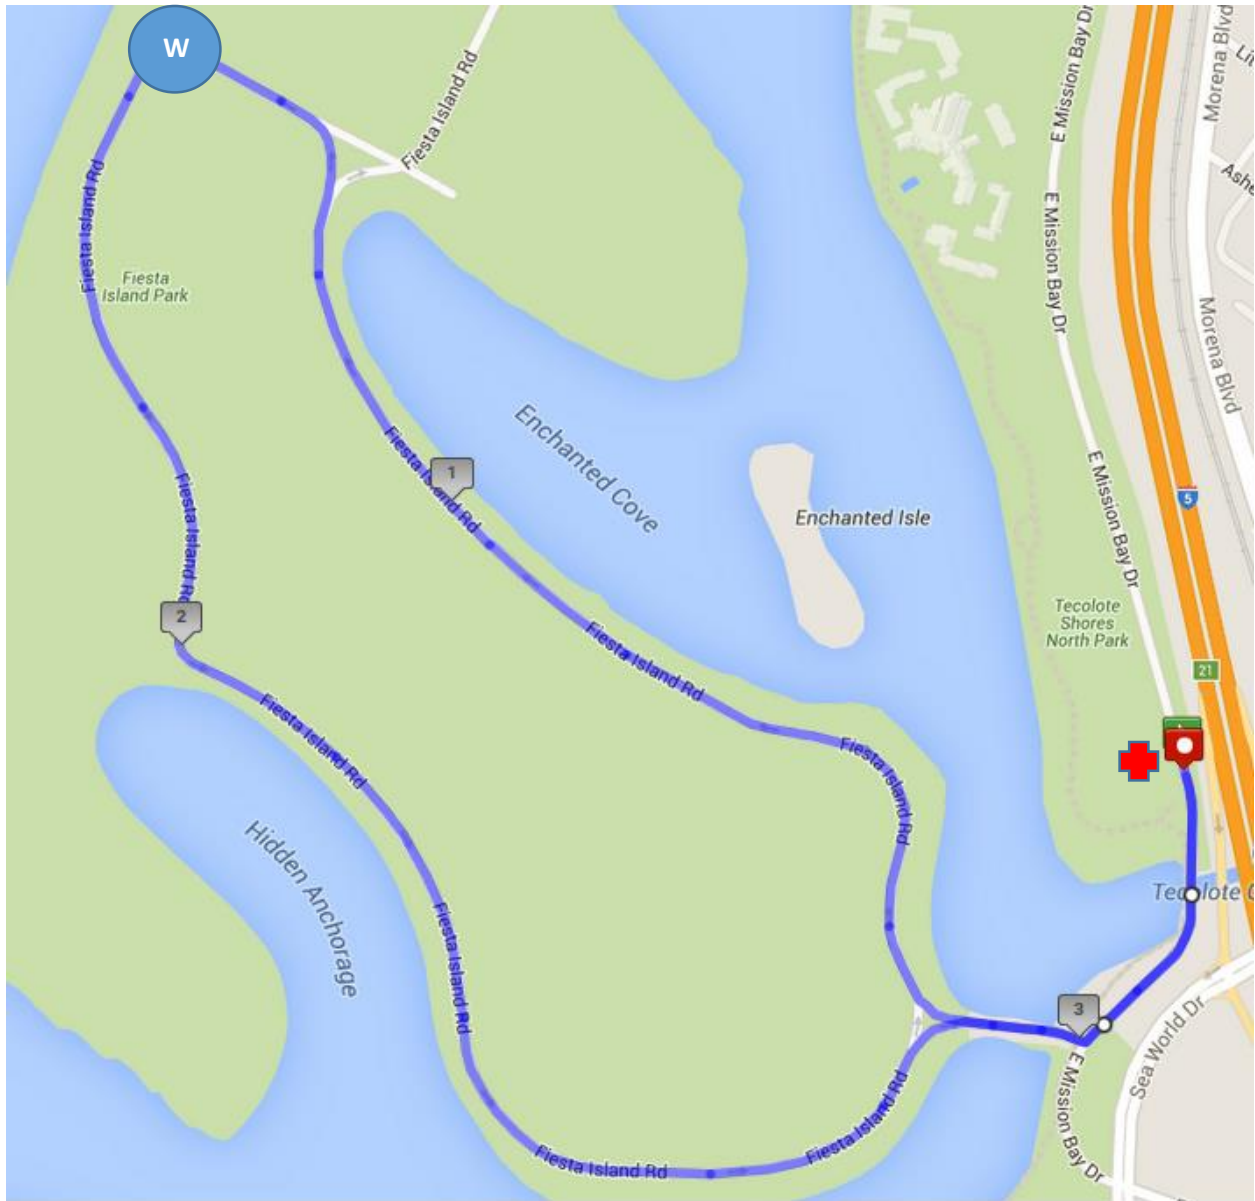 W
Fiesta Island Rd
E Mission Bay Dr
Morena Blvd
Fiesta Island Rd
E Mission Bay Dr
Fiesta
Island Park
Morena Blvd
Fiesta Island Rd
1
Enchanted Cove
Enchanted Isle
E Mission Bay Dr
5
Fiesta Island Rd
2
Fiesta Island Rd
Tecolote
Shores
North Park
21
Fiesta Island Rd
Fiesta Island Rd
Hidden Anchorage
Fiesta Island Rd
Tecolote
3
Sea World Dr
E Mission Bay Dr
Fiesta Island Rd
Fiesta Island Rd